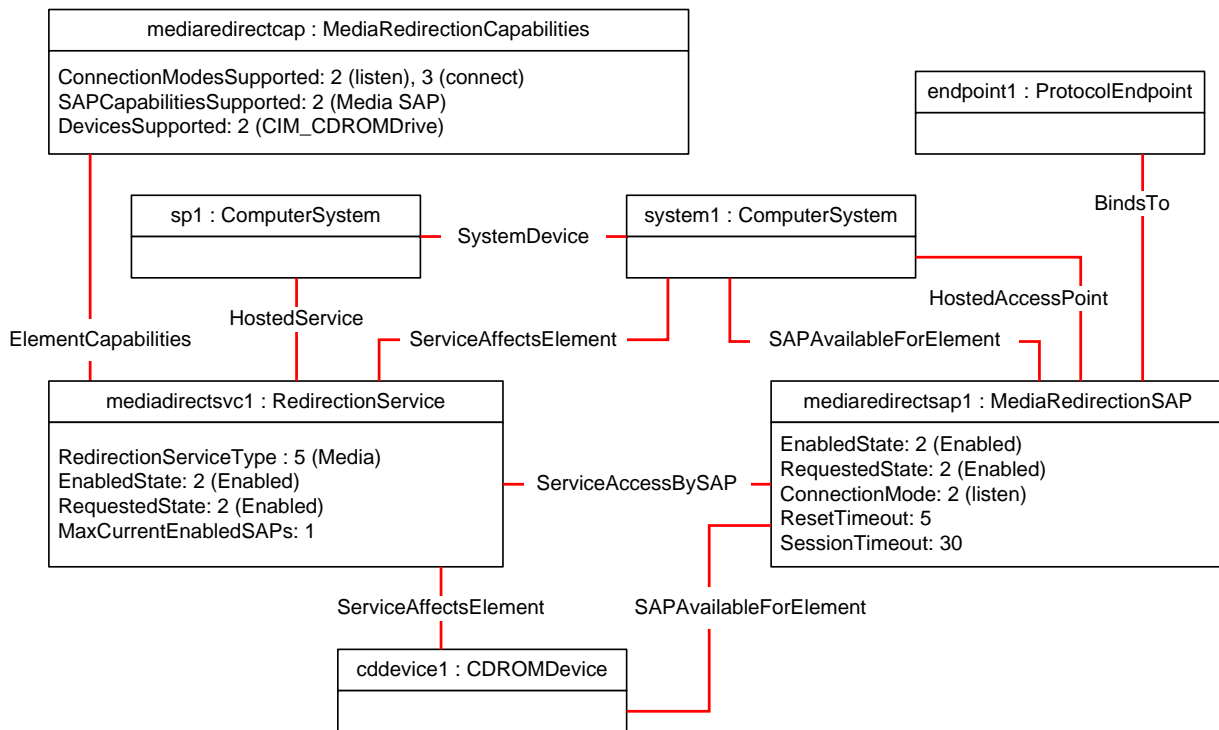 mediaredirectcap : MediaRedirectionCapabilities
ConnectionModesSupported: 2 (listen), 3 (connect)
SAPCapabilitiesSupported: 2 (Media SAP)
DevicesSupported: 2 (CIM_CDROMDrive)
endpoint1 : ProtocolEndpoint
BindsTo
sp1 : ComputerSystem
SystemDevice
system1 : ComputerSystem
HostedAccessPoint
HostedService
ElementCapabilities
ServiceAffectsElement
SAPAvailableForElement
mediadirectsvc1 : RedirectionService
RedirectionServiceType : 5 (Media)
EnabledState: 2 (Enabled)
RequestedState: 2 (Enabled)
MaxCurrentEnabledSAPs: 1
ServiceAccessBySAP
mediaredirectsap1 : MediaRedirectionSAP
EnabledState: 2 (Enabled)
RequestedState: 2 (Enabled)
ConnectionMode: 2 (listen)
ResetTimeout: 5
SessionTimeout: 30
ServiceAffectsElement
SAPAvailableForElement
cddevice1 : CDROMDevice